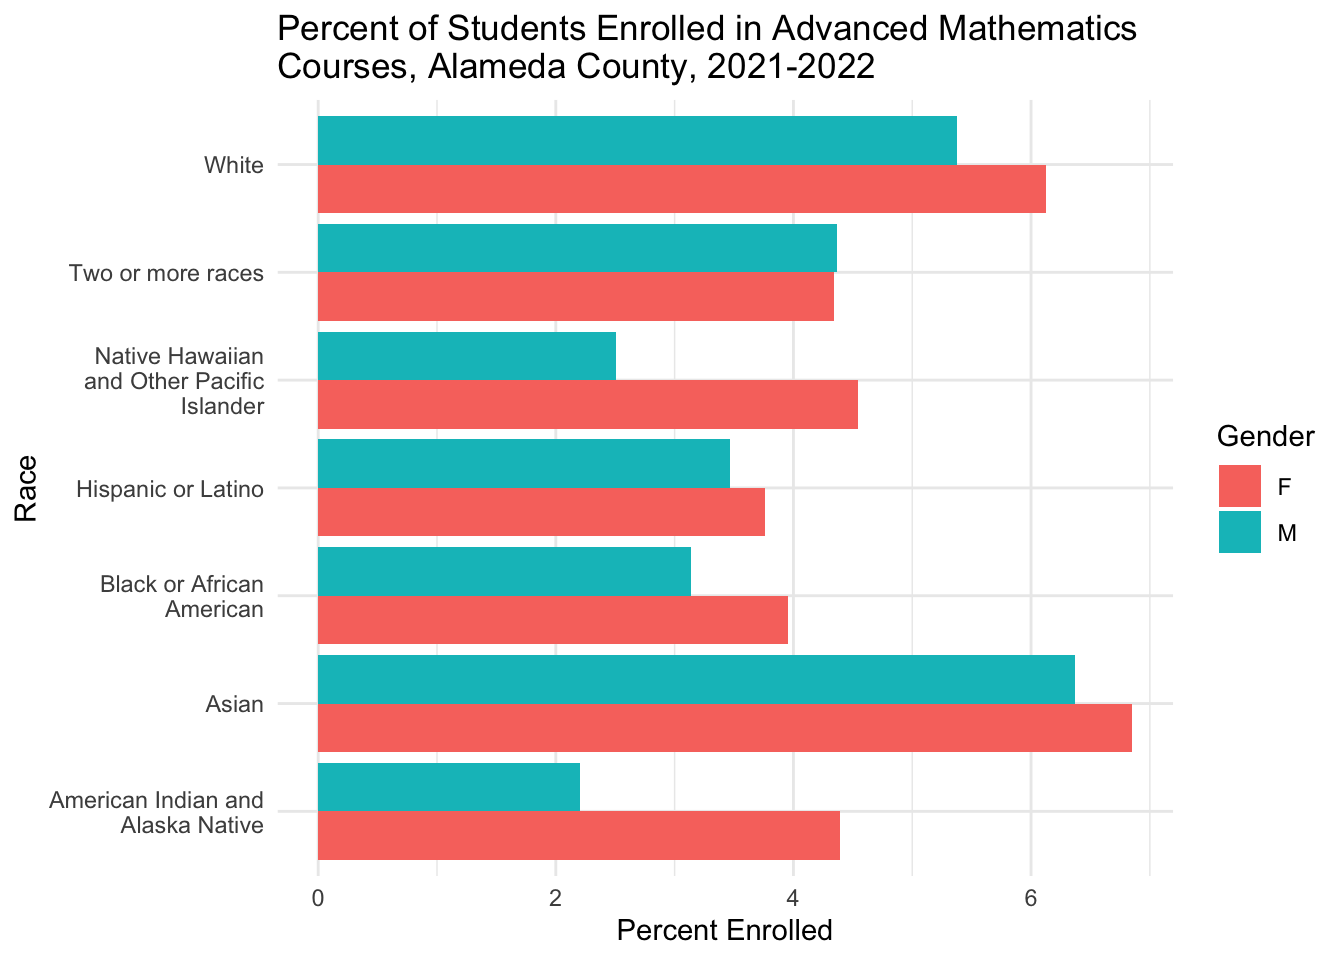 Percent of Students Enrolled in Advanced Mathematics
Courses, Alameda County, 2021-2022
White
Two or more races
Native Hawaiian
and Other Pacific
Islander
Hispanic or Latino
Black or African
American
Asian
American Indian and
Alaska Native
Race
0 2 4 6
Percent Enrolled
Gender
F
M